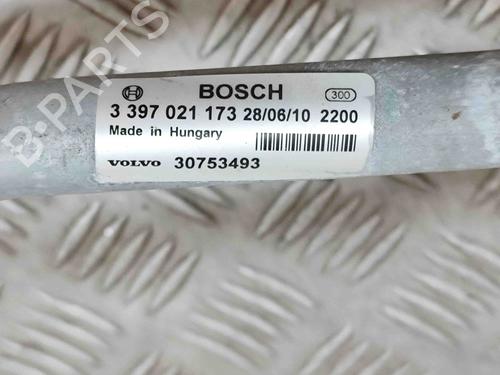 B-PARTS
BOSCH 300
3 397 021 173 28/06/10 2200
Made in Hungary
VOLVO 30753493